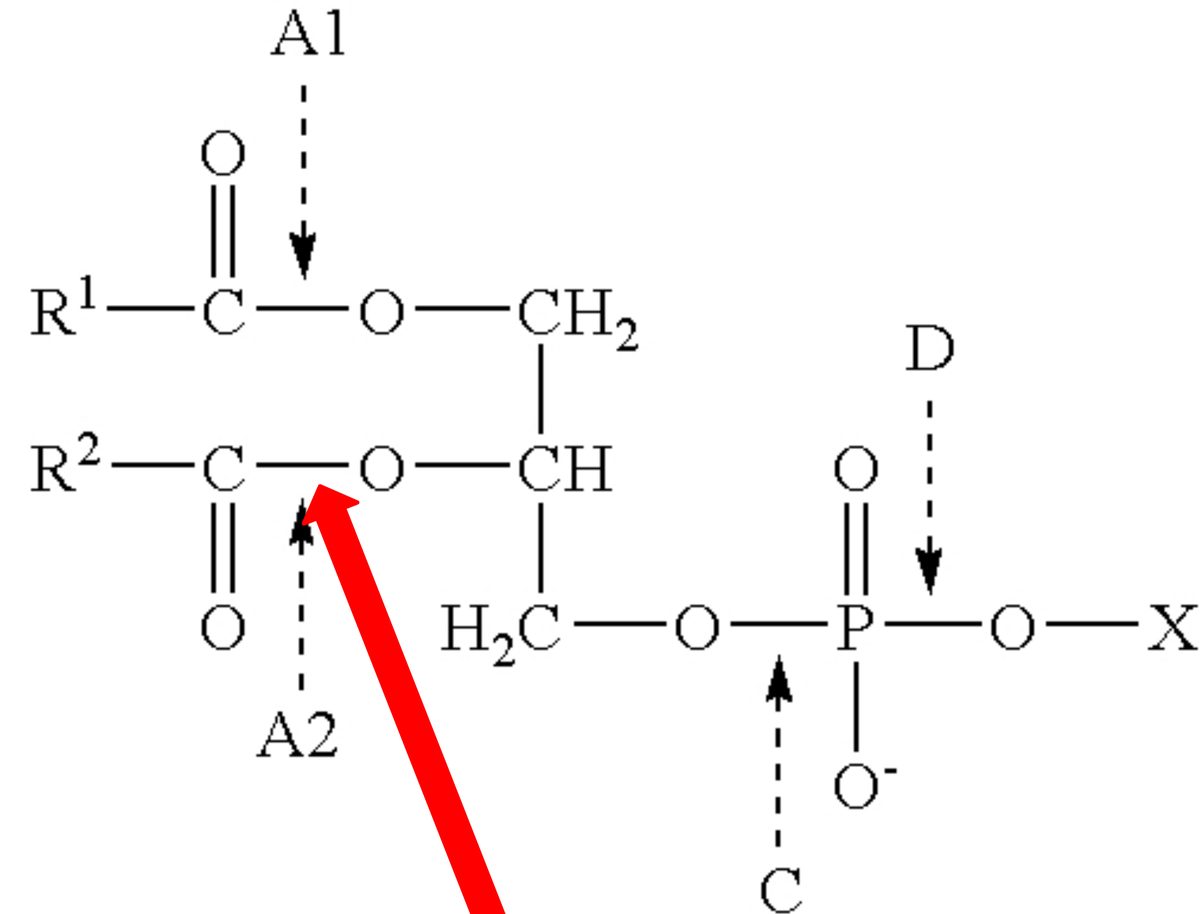 A1
O
R¹ C O CH₂
D
R² C O CH O
O H₂C O P O X
A2
O⁻
C